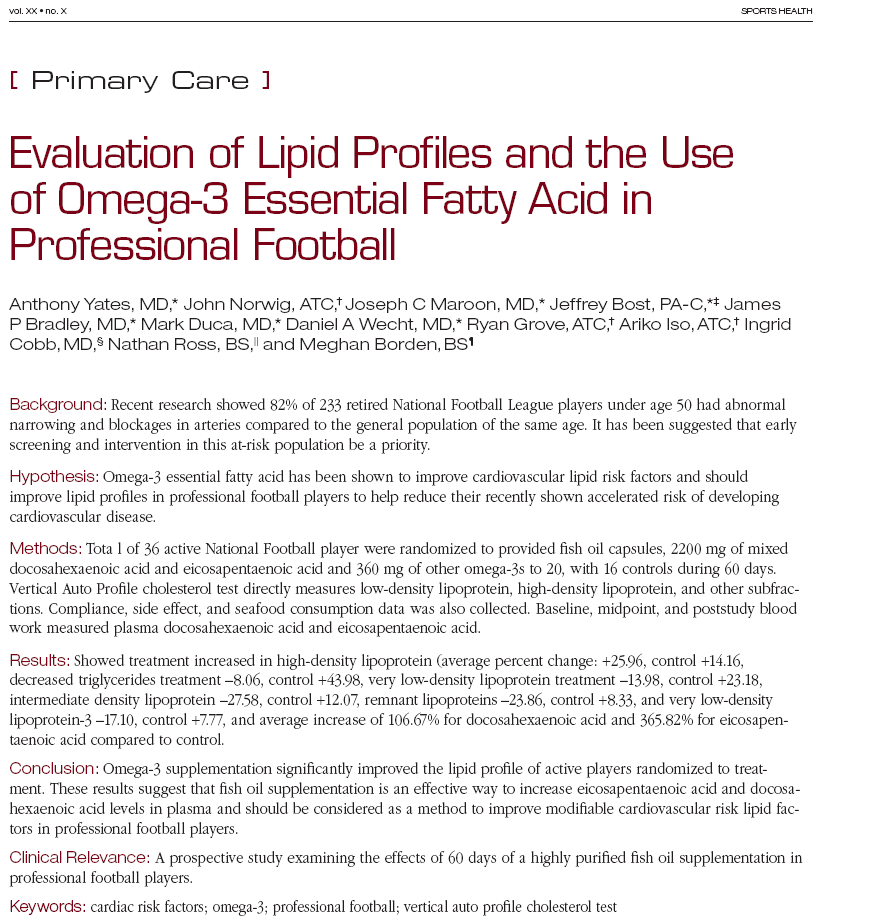 vol. XX • no. X
SPORTS HEALTH
[ Primary Care ]
Evaluation of Lipid Profiles and the Use
of Omega-3 Essential Fatty Acid in
Professional Football
Anthony Yates, MD,* John Norwig, ATC,† Joseph C Maroon, MD,* Jeffrey Bost, PA-C,*‡ James
P Bradley, MD,* Mark Duca, MD,* Daniel A Wecht, MD,* Ryan Grove, ATC,† Ariko Iso, ATC,† Ingrid
Cobb, MD,§ Nathan Ross, BS,|| and Meghan Borden, BS¶
Background: Recent research showed 82% of 233 retired National Football League players under age 50 had abnormal
narrowing and blockages in arteries compared to the general population of the same age. It has been suggested that early
screening and intervention in this at-risk population be a priority.
Hypothesis: Omega-3 essential fatty acid has been shown to improve cardiovascular lipid risk factors and should
improve lipid profiles in professional football players to help reduce their recently shown accelerated risk of developing
cardiovascular disease.
Methods: Tota l of 36 active National Football player were randomized to provided fish oil capsules, 2200 mg of mixed
docosahexaenoic acid and eicosapentaenoic acid and 360 mg of other omega-3s to 20, with 16 controls during 60 days.
Vertical Auto Profile cholesterol test directly measures low-density lipoprotein, high-density lipoprotein, and other subfrac-
tions. Compliance, side effect, and seafood consumption data was also collected. Baseline, midpoint, and poststudy blood
work measured plasma docosahexaenoic acid and eicosapentaenoic acid.
Results: Showed treatment increased in high-density lipoprotein (average percent change: +25.96, control +14.16,
decreased triglycerides treatment –8.06, control +43.98, very low-density lipoprotein treatment –13.98, control +23.18,
intermediate density lipoprotein –27.58, control +12.07, remnant lipoproteins –23.86, control +8.33, and very low-density
lipoprotein-3 –17.10, control +7.77, and average increase of 106.67% for docosahexaenoic acid and 365.82% for eicosapen-
taenoic acid compared to control.
Conclusion: Omega-3 supplementation significantly improved the lipid profile of active players randomized to treat-
ment. These results suggest that fish oil supplementation is an effective way to increase eicosapentaenoic acid and docosa-
hexaenoic acid levels in plasma and should be considered as a method to improve modifiable cardiovascular risk lipid fac-
tors in professional football players.
Clinical Relevance: A prospective study examining the effects of 60 days of a highly purified fish oil supplementation in
professional football players.
Keywords: cardiac risk factors; omega-3; professional football; vertical auto profile cholesterol test